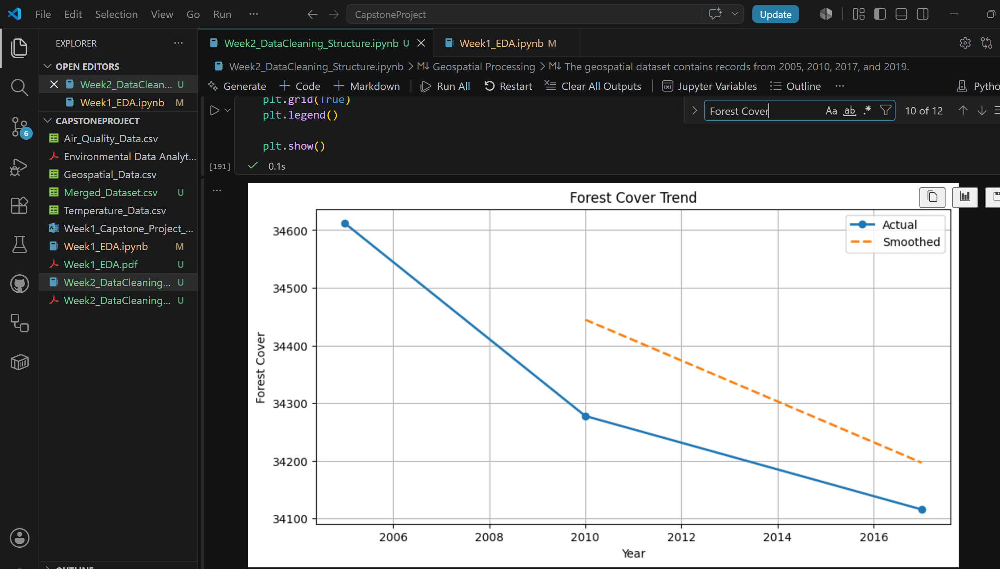 File Edit Selection View Go Run ···
CapstoneProject
Update
EXPLORER
OPEN EDITORS
Week2_DataClean... U
Week1_EDA.ipynb M
CAPSTONEPROJECT
Air_Quality_Data.csv
Environmental Data Analyt...
Geospatial_Data.csv
Merged_Dataset.csv U
Temperature_Data.csv
Week1_Capstone_Project_...
Week1_EDA.ipynb M
Week1_EDA.pdf U
Week2_DataCleaning... U
Week2_DataCleaning... U
OUTLINE
6
Week2_DataCleaning_Structure.ipynb U
Week1_EDA.ipynb M
Week2_DataCleaning_Structure.ipynb > M↓ Geospatial Processing > M↓ The geospatial dataset contains records from 2005, 2010, 2017, and 2019.
Generate + Code + Markdown Run All Restart Clear All Outputs Jupyter Variables Outline ··· Pytho
Forest Cover Aa ab .* 10 of 12
plt.grid(True)
plt.legend()
plt.show()
[191] 0.1s
Forest Cover Trend
Actual
Smoothed
Forest Cover
34600
34500
34400
34300
34200
34100
2006 2008 2010 2012 2014 2016
Year